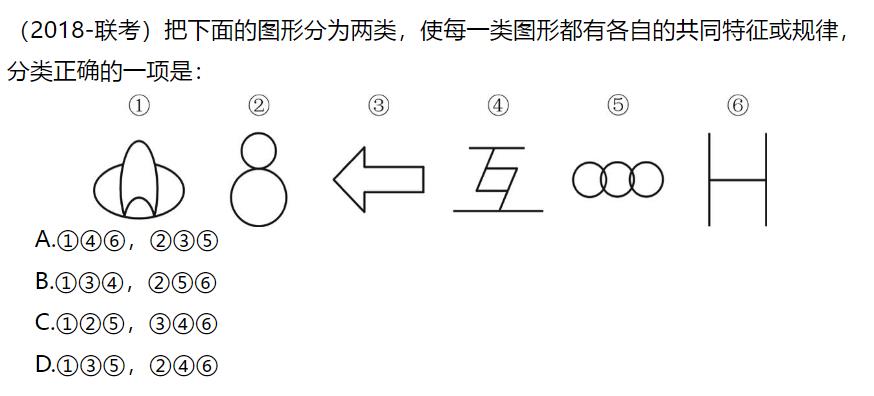 （2018-联考）把下面的图形分为两类，使每一类图形都有各自的共同特征或规律，
分类正确的一项是：
① ② ③ ④ ⑤ ⑥
A.①④⑥，②③⑤
B.①③④，②⑤⑥
C.①②⑤，③④⑥
D.①③⑤，②④⑥